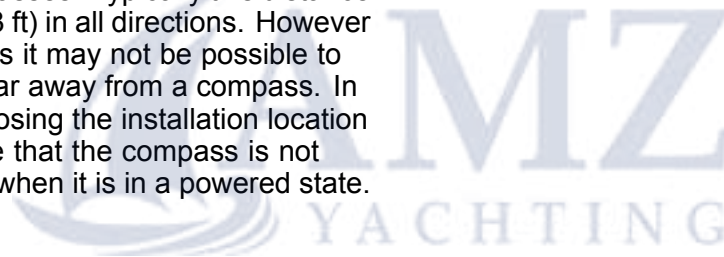 3 ft) in all directions. However
s it may not be possible to
ar away from a compass. In
osing the installation location
e that the compass is not
when it is in a powered state.
AMZ
YACHTING